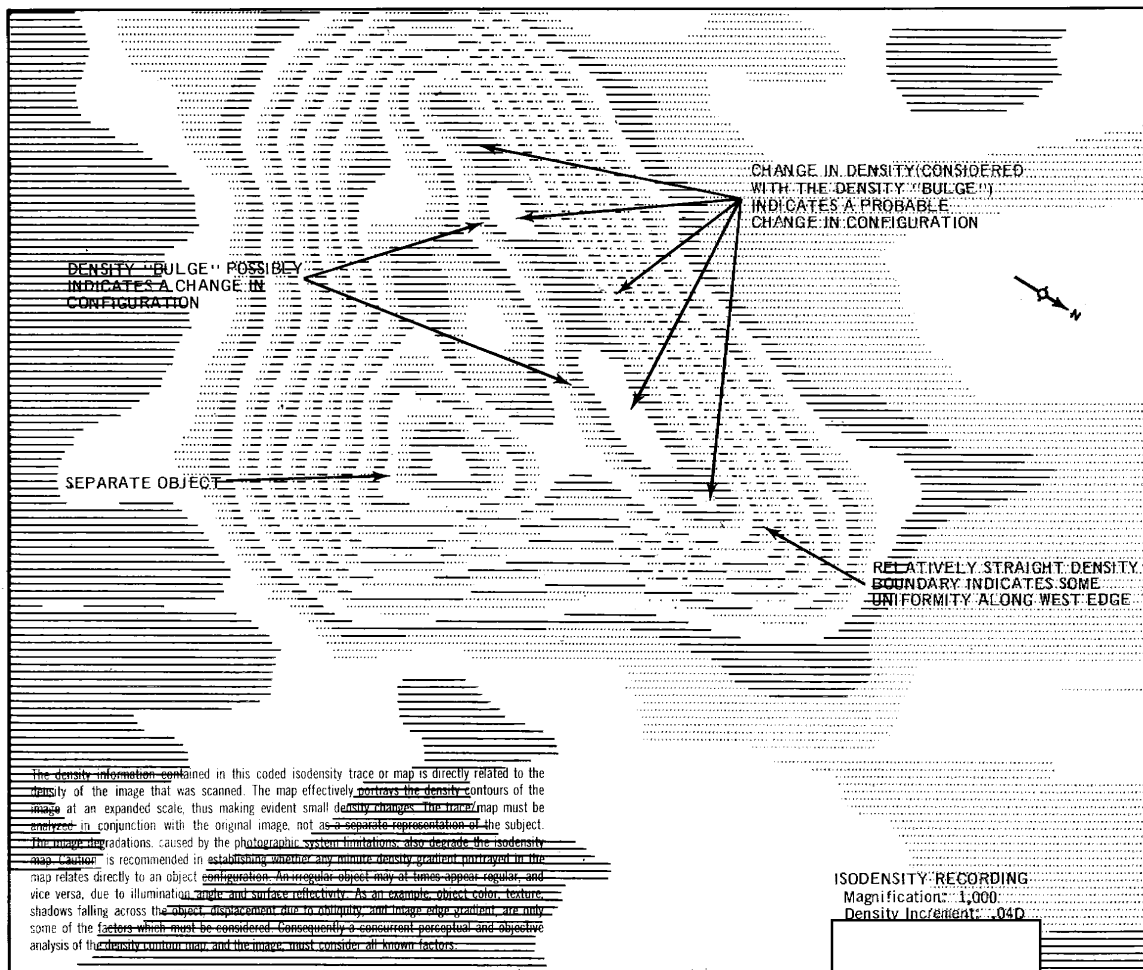 CHANGE IN DENSITY (CONSIDERED
WITH THE DENSITY "BULGE")
INDICATES A PROBABLE
CHANGE IN CONFIGURATION
DENSITY "BULGE" POSSIBLY
INDICATES A CHANGE IN
CONFIGURATION
N
SEPARATE OBJECT
RELATIVELY STRAIGHT DENSITY
BOUNDARY INDICATES SOME
UNIFORMITY ALONG WEST EDGE
The density information contained in this coded isodensity trace or map is directly related to the
density of the image that was scanned. The map effectively portrays the density contours of the
image at an expanded scale, thus making evident small density changes. The trace/map must be
analyzed in conjunction with the original image, not as a separate representation of the subject.
The image degradations, caused by the photographic system limitations, also degrade the isodensity
map. Caution is recommended in establishing whether any minute density gradient portrayed in the
map relates directly to an object configuration. An irregular object may at times appear regular, and
vice versa, due to illumination angle and surface reflectivity. As an example, object color, texture,
shadows falling across the object, displacement due to obliquity, and image edge gradient, are only
some of the factors which must be considered. Consequently a concurrent perceptual and objective
analysis of the density contour map, and the image, must consider all known factors.
ISODENSITY RECORDING
Magnification: 1,000
Density Increment: .04D